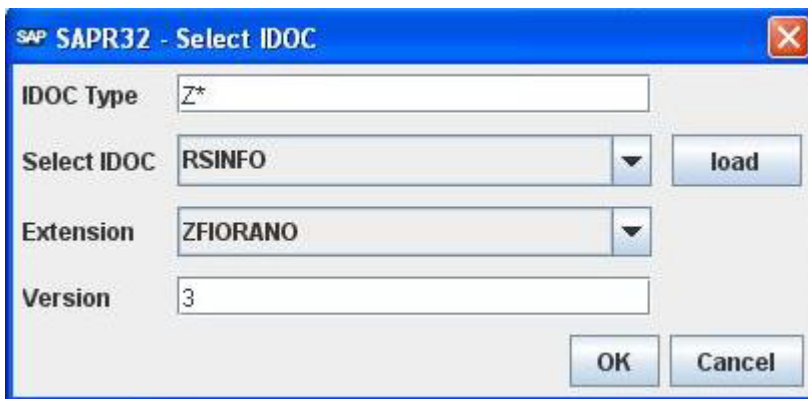 SAP SAPR32 - Select IDOC
IDOC Type Z*
Select IDOC RSINFO load
Extension ZFIORANO
Version 3
OK Cancel